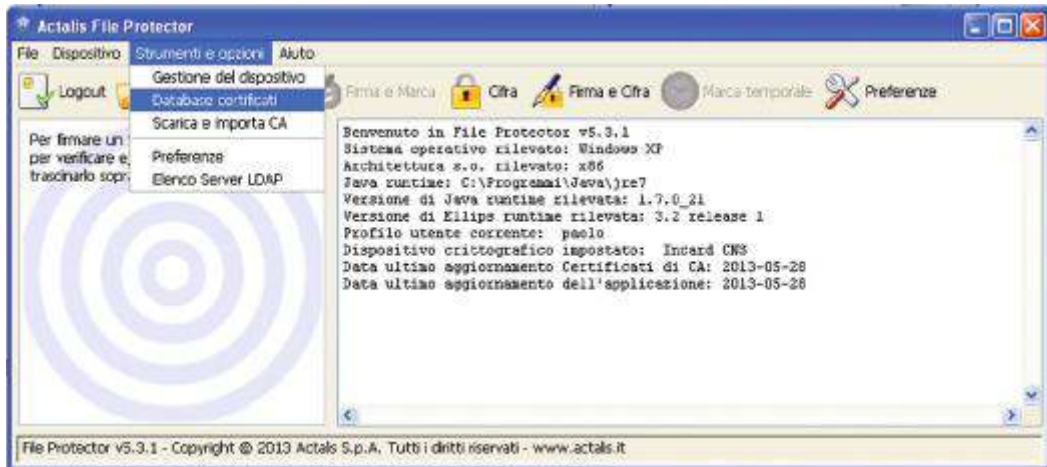 Actalis File Protector
File Dispositivo Strumenti e opzioni Aiuto
Logout Firma e Marca Cifra Firma e Cifra Marca temporale Preferenze
Gestione del dispositivo
Database certificati
Scarica e importa CA
Preferenze
Elenco Server LDAP
Per firmare un
per verificare e
trascinarlo sopr
Benvenuto in File Protector v5.3.1
Sistema operativo rilevato: Windows XP
Architettura s.o. rilevato: x86
Java runtime: C:\Programmi\Java\jre7
Versione di Java runtime rilevata: 1.7.0_21
Versione di Ellips runtime rilevata: 3.2 release 1
Profilo utente corrente: paolo
Dispositivo crittografico impostato: Incard CNS
Data ultimo aggiornamento Certificati di CA: 2013-05-28
Data ultimo aggiornamento dell'applicazione: 2013-05-28
File Protector v5.3.1 - Copyright © 2013 Actalis S.p.A. Tutti i diritti riservati - www.actalis.it